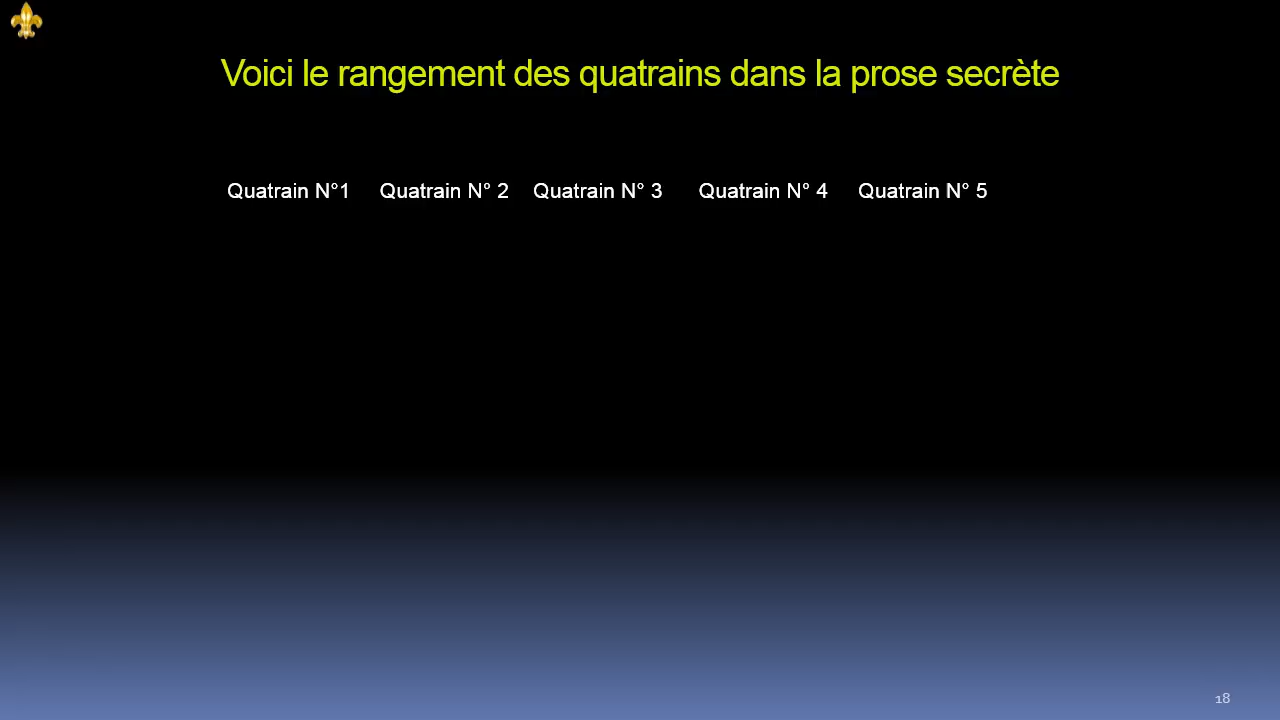 Voici le rangement des quatrains dans la prose secrète
Quatrain N°1 Quatrain N° 2 Quatrain N° 3 Quatrain N° 4 Quatrain N° 5
18